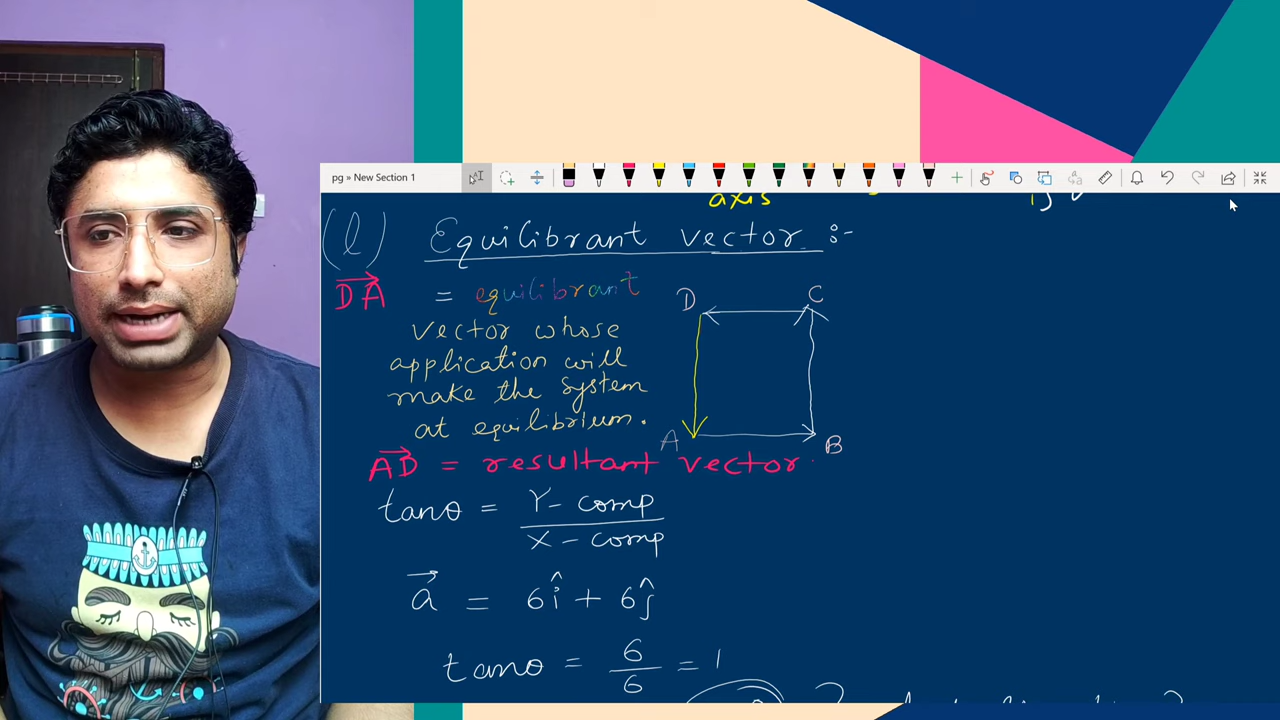 pg » New Section 1
axis
(l) Equilibrant vector :-
DA = equilibrant
vector whose
application will
make the system
at equilibrium.
D C
A B
AD = resultant vector.
tanθ = Y-comp
X-comp
a = 6î + 6ĵ
tanθ = 6/6 = 1